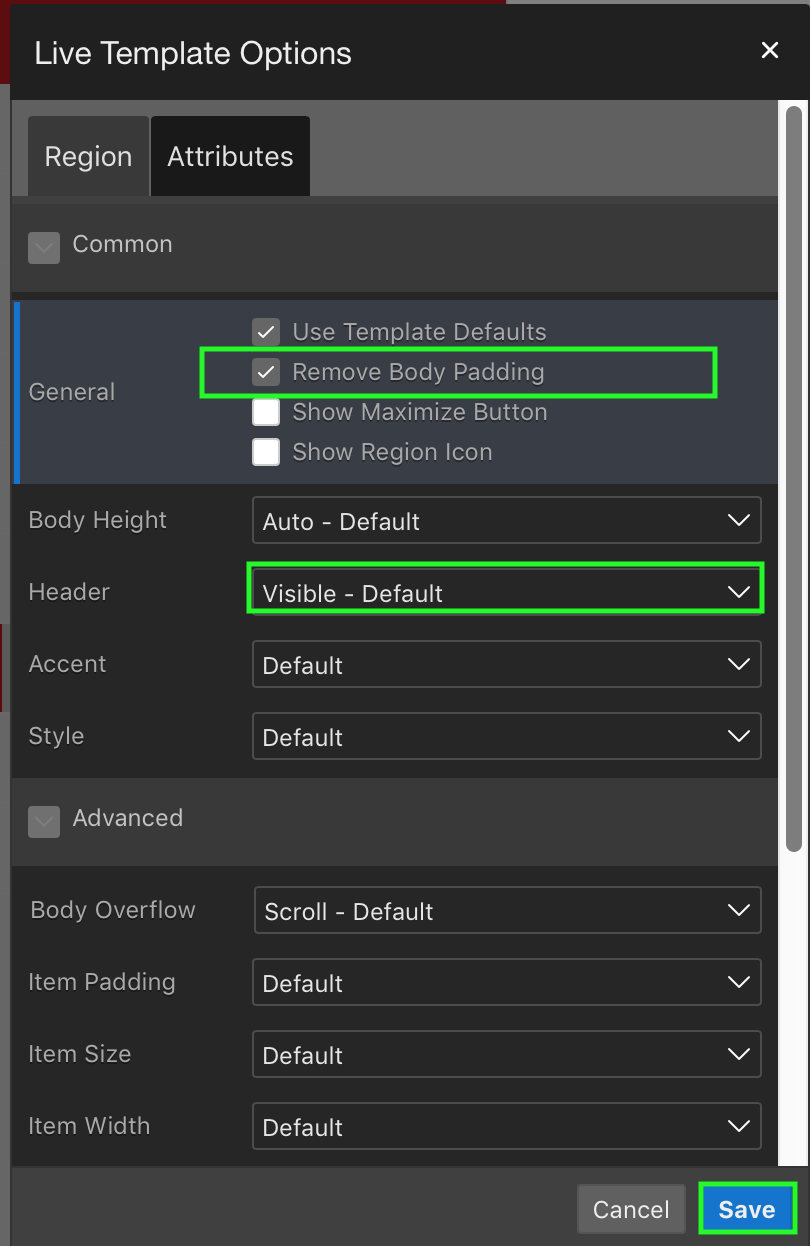 Live Template Options
Region Attributes
Common
General
Use Template Defaults
Remove Body Padding
Show Maximize Button
Show Region Icon
Body Height Auto - Default
Header Visible - Default
Accent Default
Style Default
Advanced
Body Overflow Scroll - Default
Item Padding Default
Item Size Default
Item Width Default
Cancel Save